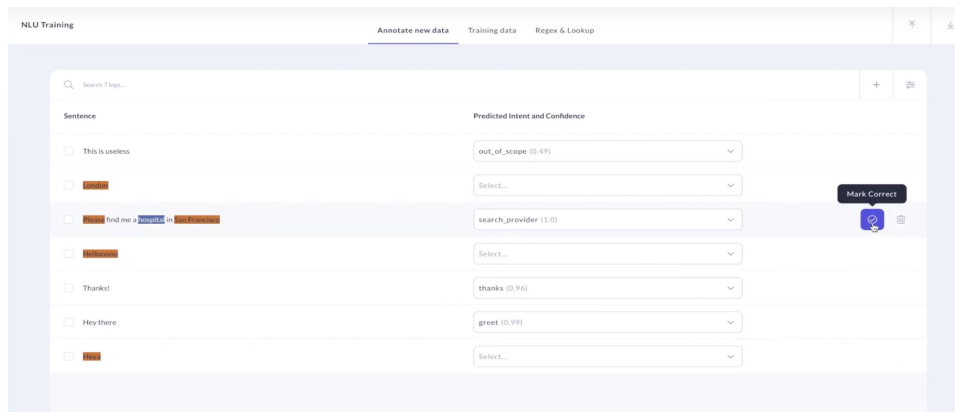 NLU Training
Annotate new data Training data Regex & Lookup
Search 7 logs...
Sentence Predicted Intent and Confidence
This is useless out_of_scope (0.49)
London Select...
Mark Correct
Please find me a hospital in San Francisco search_provider (1.0)
Hellooooo Select...
Thanks! thanks (0.96)
Hey there greet (0.99)
Heya Select...